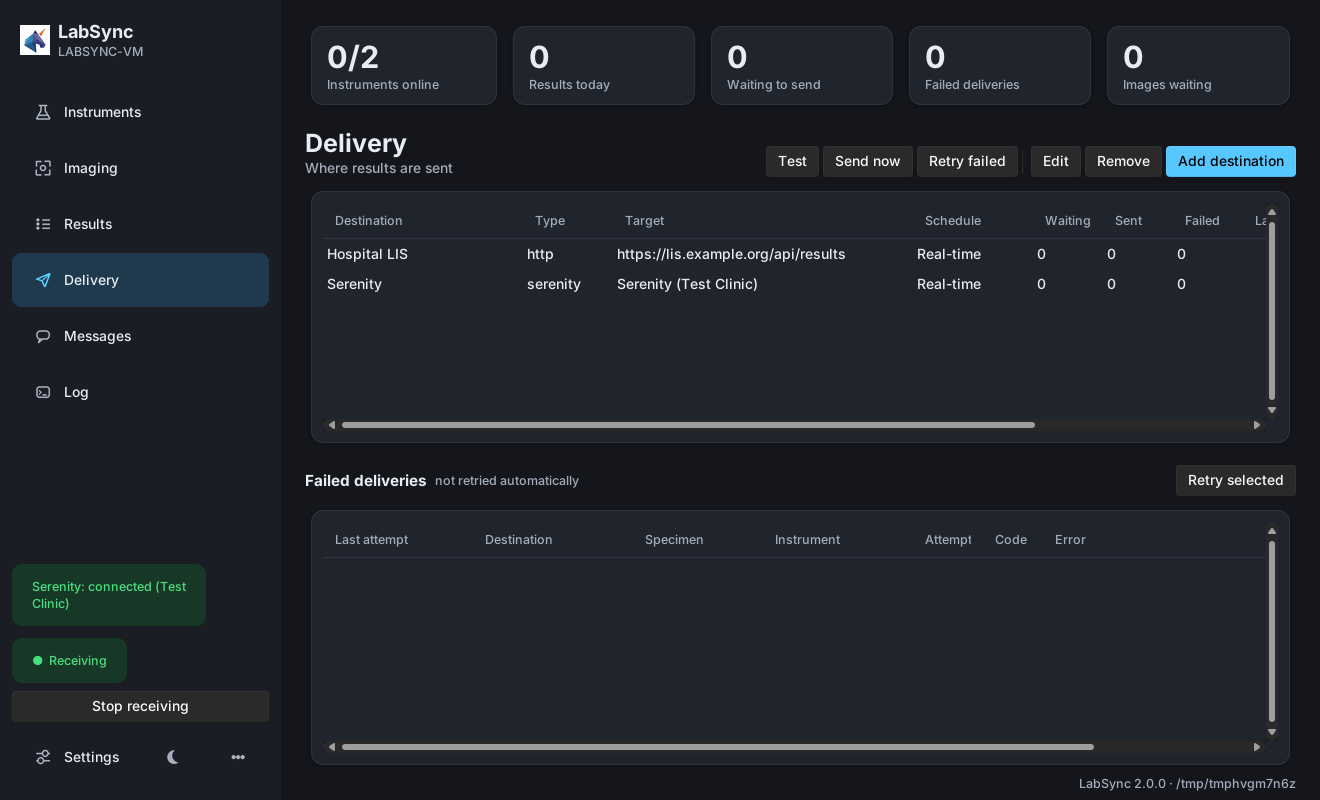 LabSync
LABSYNC-VM
Instruments
Imaging
Results
Delivery
Messages
Log
Serenity: connected (Test
Clinic)
Receiving
Stop receiving
Settings
0/2
Instruments online
0
Results today
0
Waiting to send
0
Failed deliveries
0
Images waiting
Delivery
Where results are sent
Test Send now Retry failed Edit Remove Add destination
Destination Type Target Schedule Waiting Sent Failed
Hospital LIS http https://lis.example.org/api/results Real-time 0 0 0
Serenity serenity Serenity (Test Clinic) Real-time 0 0 0
Failed deliveries not retried automatically
Retry selected
Last attempt Destination Specimen Instrument Attempt Code Error
LabSync 2.0.0 · /tmp/tmphvgm7n6z